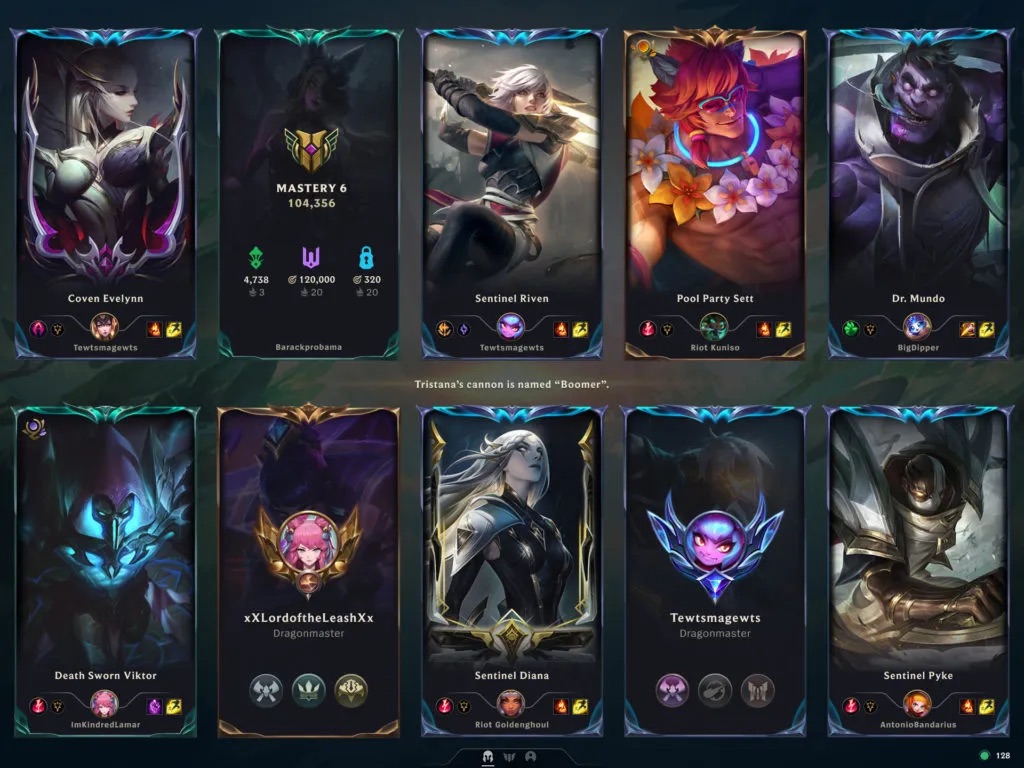 MASTERY 6
104,356
4,738
120,000
320
3
20
20
Coven Evelynn
Tewtsmagewts
Barackprobama
Sentinel Riven
Tewtsmagewts
Pool Party Sett
Riot Kuniso
Dr. Mundo
BigDipper
Tristana's cannon is named “Boomer”.
xXLordoftheLeashXx
Dragonmaster
Tewtsmagewts
Dragonmaster
Death Sworn Viktor
ImKindredLamar
Sentinel Diana
Riot Goldenghoul
Sentinel Pyke
Antonio8andarius
128